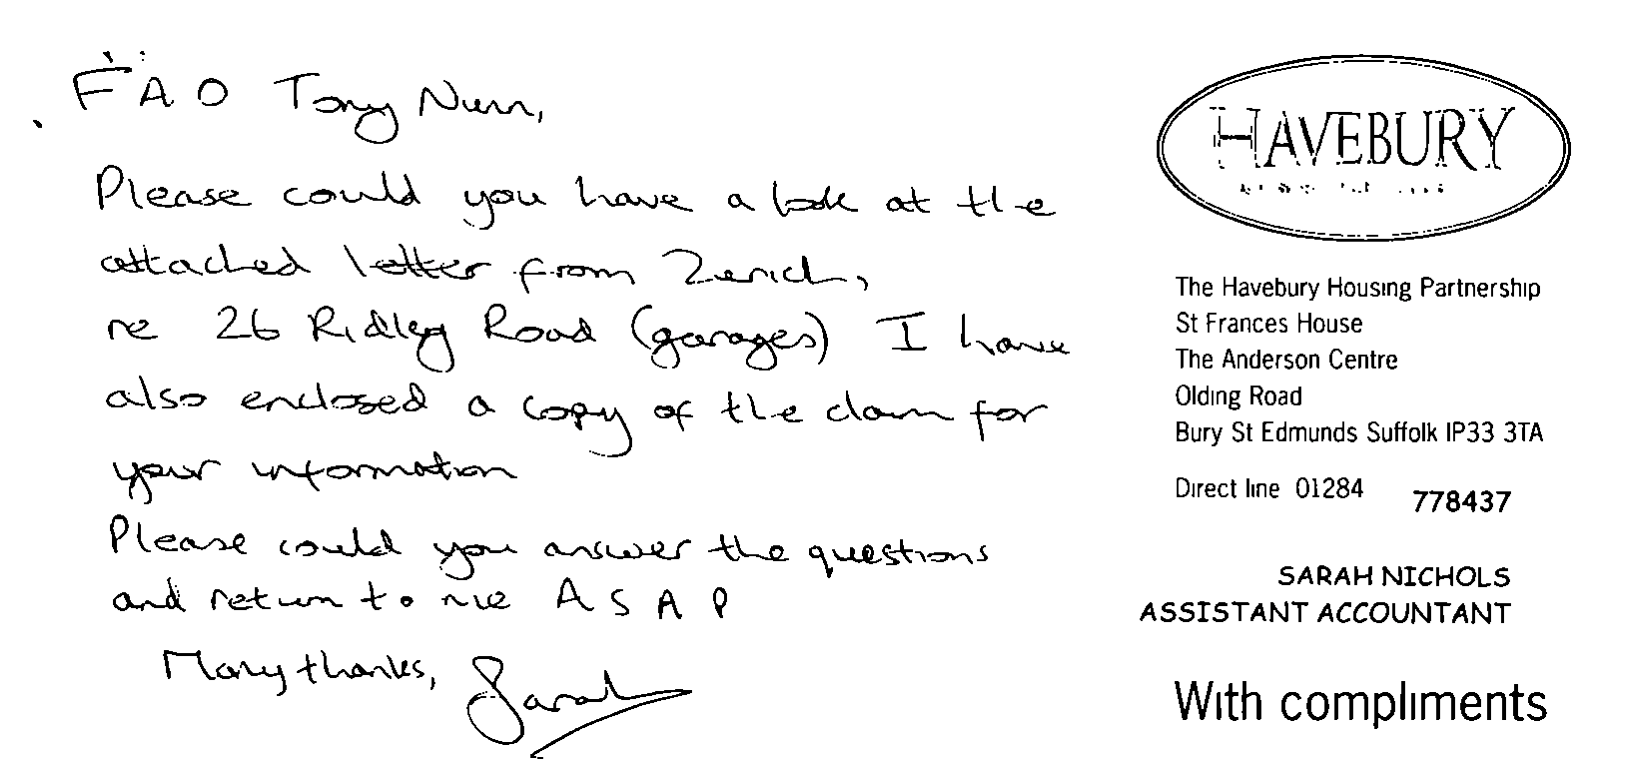 FAO Tony Nunn,
Please could you have a look at the
attached letter from Zurich,
re 26 Ridley Road (garages) I have
also enclosed a copy of the claim for
your information
Please could you answer the questions
and return to me ASAP
Many thanks, Sarah
HAVEBURY
The Havebury Housing Partnership
St Frances House
The Anderson Centre
Olding Road
Bury St Edmunds Suffolk IP33 3TA
Direct line 01284 778437
SARAH NICHOLS
ASSISTANT ACCOUNTANT
With compliments